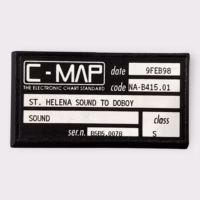 C-MAP date 9FEB98
THE ELECTRONIC CHART STANDARD code NA-B415.01
ST. HELENA SOUND TO DOBOY
SOUND class
ser.n. B5B5.0078 S